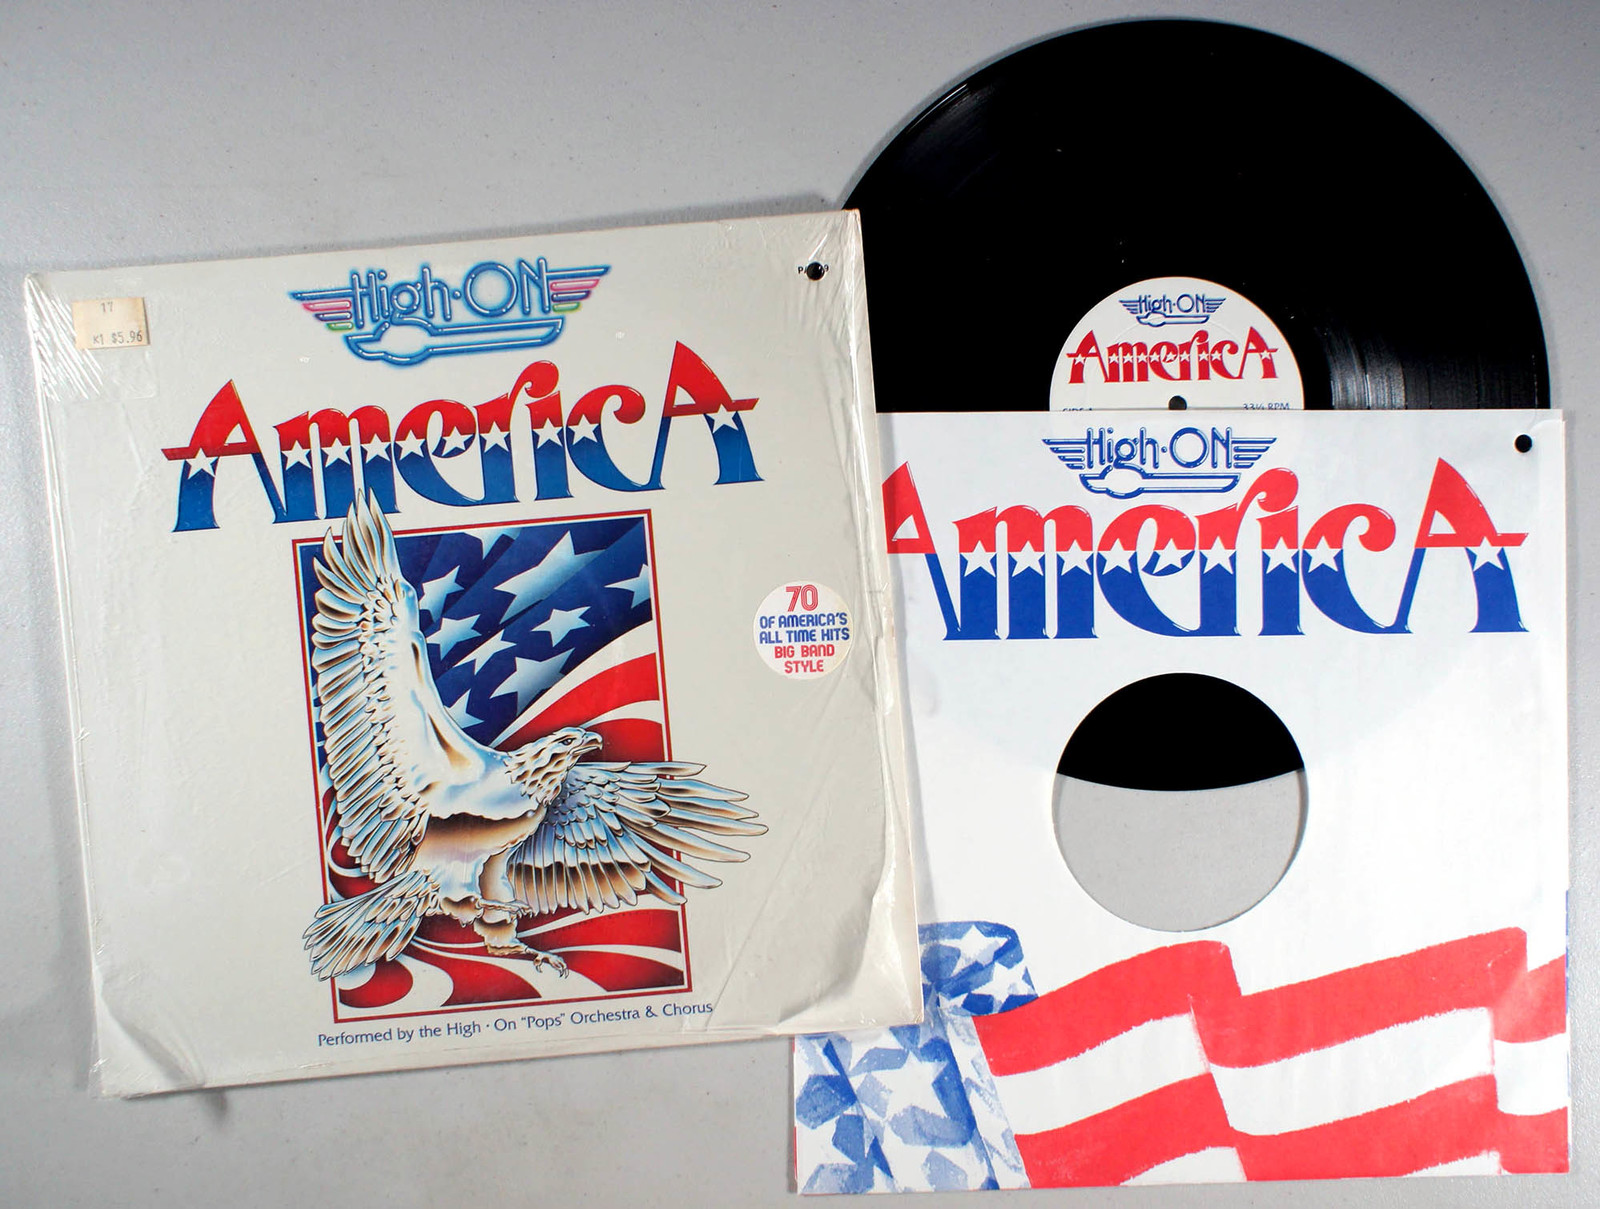 High·ON
17
K1 $5.96
AmericA
70
OF AMERICA'S
ALL TIME HITS
BIG BAND
STYLE
Performed by the High·On "Pops" Orchestra & Chorus
High·ON
AmericA
33⅓ RPM
High·ON
AmericA